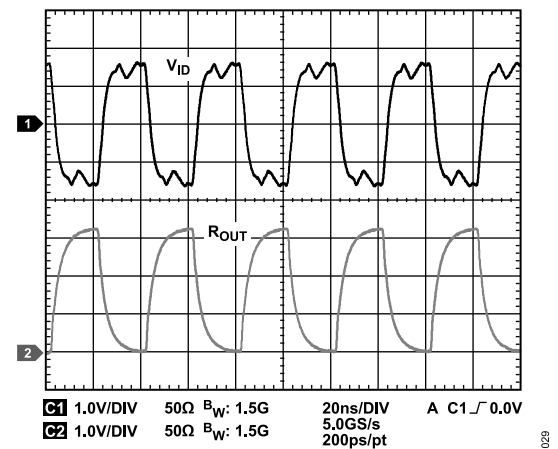 V_ID
1
R_OUT
2
C1 1.0V/DIV 50Ω B_W: 1.5G 20ns/DIV A C1 ⨍ 0.0V
C2 1.0V/DIV 50Ω B_W: 1.5G 5.0GS/s
200ps/pt
029